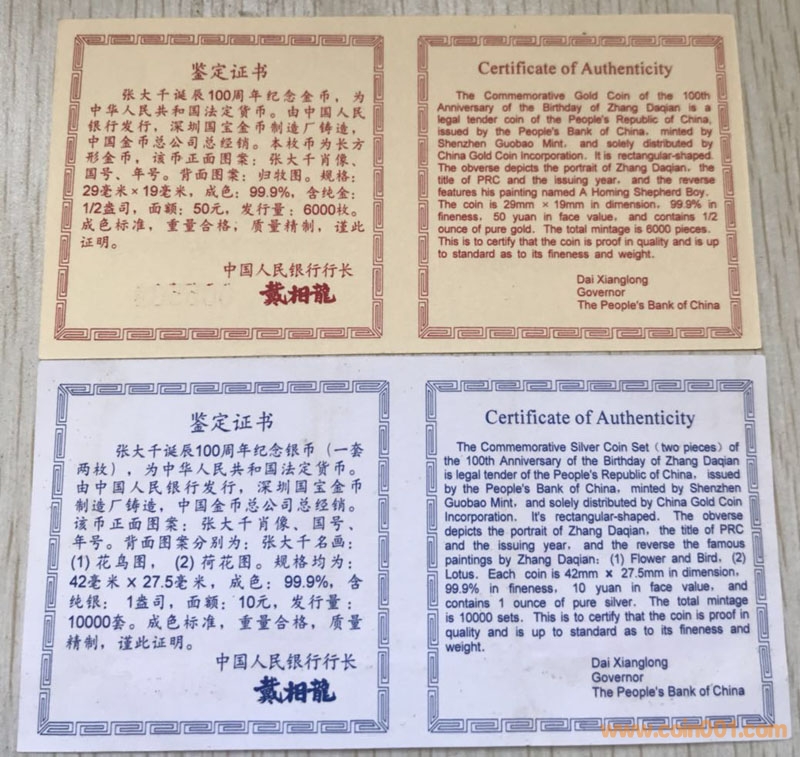 鉴定证书
张大千诞辰100周年纪念金币，为
中华人民共和国法定货币。由中国人民
银行发行，深圳国宝金币制造厂铸造，
中国金币总公司总经销。本枚币为长方
形金币，该币正面图案：张大千肖像、
国号、年号。背面图案：归牧图。规格：
29毫米×19毫米，成色：99.9%，含纯金：
1/2盎司，面额：50元，发行量：6000枚。
成色标准，重量合格，质量精制，谨此
证明。
中国人民银行行长
戴相龍
Certificate of Authenticity
The Commemorative Gold Coin of the 100th
Anniversary of the Birthday of Zhang Daqian is a
legal tender coin of the People's Republic of China,
issued by the People's Bank of China, minted by
Shenzhen Guobao Mint, and solely distributed by
China Gold Coin Incorporation. It is rectangular-shaped.
The obverse depicts the portrait of Zhang Daqian, the
title of PRC and the issuing year, and the reverse
features his painting named A Homing Shepherd Boy.
The coin is 29mm × 19mm in dimension, 99.9% in
fineness, 50 yuan in face value, and contains 1/2
ounce of pure gold. The total mintage is 6000 pieces.
This is to certify that the coin is proof in quality and is up
to standard as to its fineness and weight.
Dai Xianglong
Governor
The People's Bank of China
鉴定证书
张大千诞辰100周年纪念银币（一套
两枚），为中华人民共和国法定货币。
由中国人民银行发行，深圳国宝金币
制造厂铸造，中国金币总公司总经销。
该币正面图案：张大千肖像、国号、
年号。背面图案分别为：张大千名画：
(1) 花鸟图，(2) 荷花图。规格均为：
42毫米×27.5毫米，成色：99.9%，含
纯银：1盎司，面额：10元，发行量：
10000套。成色标准，重量合格，质量
精制，谨此证明。
中国人民银行行长
戴相龍
Certificate of Authenticity
The Commemorative Silver Coin Set (two pieces) of
the 100th Anniversary of the Birthday of Zhang Daqian
is legal tender of the People's Republic of China, issued
by the People's Bank of China, minted by Shenzhen
Guobao Mint, and solely distributed by China Gold Coin
Incorporation. It's rectangular-shaped. The obverse
depicts the portrait of Zhang Daqian, the title of PRC
and the issuing year, and the reverse the famous
paintings by Zhang Daqian: (1) Flower and Bird, (2)
Lotus. Each coin is 42mm × 27.5mm in dimension,
99.9% in fineness, 10 yuan in face value, and
contains 1 ounce of pure silver. The total mintage
is 10000 sets. This is to certify that the coin is proof in
quality and is up to standard as to its fineness and
weight.
Dai Xianglong
Governor
The People's Bank of China
www.coin001.com